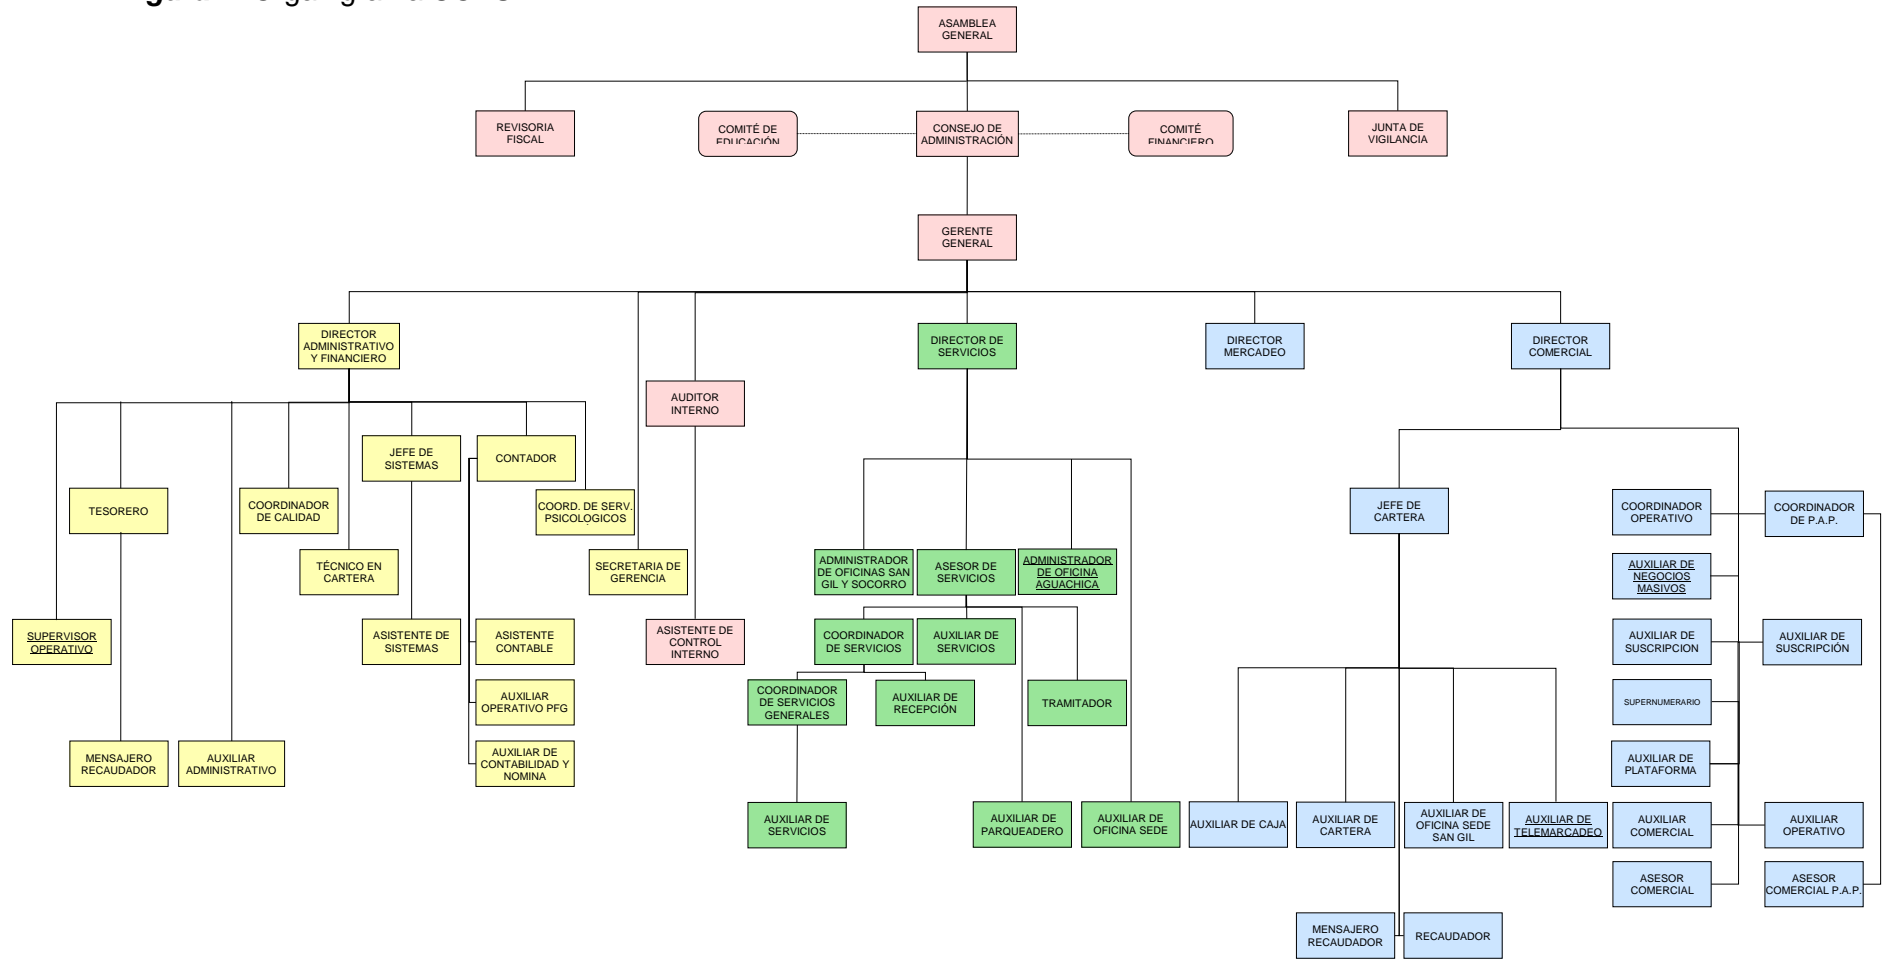 ASAMBLEA
GENERAL
REVISORIA
FISCAL
COMITÉ DE
EDUCACIÓN
CONSEJO DE
ADMINISTRACIÓN
COMITÉ
FINANCIERO
JUNTA DE
VIGILANCIA
GERENTE
GENERAL
DIRECTOR
ADMINISTRATIVO
Y FINANCIERO
DIRECTOR DE
SERVICIOS
DIRECTOR
MERCADEO
DIRECTOR
COMERCIAL
AUDITOR
INTERNO
JEFE DE
SISTEMAS
CONTADOR
TESORERO
COORDINADOR
DE CALIDAD
COORD. DE SERV.
PSICOLOGICOS
JEFE DE
CARTERA
COORDINADOR
OPERATIVO
COORDINADOR
DE P.A.P.
TÉCNICO EN
CARTERA
SECRETARIA DE
GERENCIA
ADMINISTRADOR
DE OFICINAS SAN
GIL Y SOCORRO
ASESOR DE
SERVICIOS
ADMINISTRADOR
DE OFICINA
AGUACHICA
AUXILIAR DE
NEGOCIOS
MASIVOS
SUPERVISOR
OPERATIVO
ASISTENTE DE
SISTEMAS
ASISTENTE
CONTABLE
ASISTENTE DE
CONTROL
INTERNO
COORDINADOR
DE SERVICIOS
AUXILIAR DE
SERVICIOS
AUXILIAR DE
SUSCRIPCION
AUXILIAR DE
SUSCRIPCIÓN
AUXILIAR
OPERATIVO PFG
COORDINADOR
DE SERVICIOS
GENERALES
AUXILIAR DE
RECEPCIÓN
TRAMITADOR
SUPERNUMERARIO
MENSAJERO
RECAUDADOR
AUXILIAR
ADMINISTRATIVO
AUXILIAR DE
CONTABILIDAD Y
NOMINA
AUXILIAR DE
PLATAFORMA
AUXILIAR DE
SERVICIOS
AUXILIAR DE
PARQUEADERO
AUXILIAR DE
OFICINA SEDE
AUXILIAR DE CAJA
AUXILIAR DE
CARTERA
AUXILIAR DE
OFICINA SEDE
SAN GIL
AUXILIAR DE
TELEMARCADEO
AUXILIAR
COMERCIAL
AUXILIAR
OPERATIVO
ASESOR
COMERCIAL
ASESOR
COMERCIAL P.A.P.
MENSAJERO
RECAUDADOR
RECAUDADOR